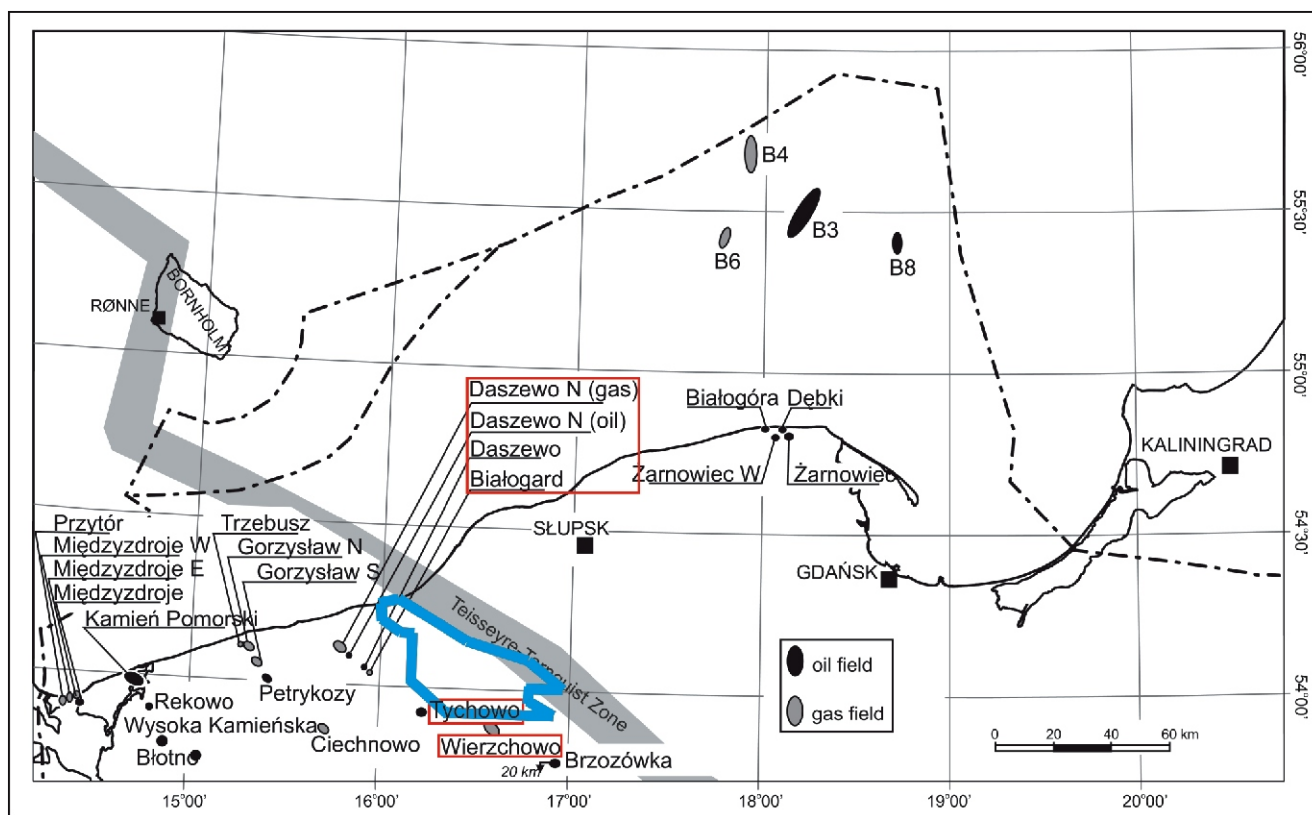 56°00'
B4
55°30'
B3
B6
B8
BORNHOLM
RØNNE
55°00'
Daszewo N (gas)
Daszewo N (oil)
Daszewo
Białogard
Białogóra
Dębki
Żarnowiec W
Żarnowiec
KALININGRAD
SŁUPSK
54°30'
GDAŃSK
Przytór
Międzyzdroje W
Międzyzdroje E
Międzyzdroje
Kamień Pomorski
Trzebusz
Gorzysław N
Gorzysław S
Teisseyre-Tornquist Zone
oil field
gas field
54°00'
Rekowo
Petrykozy
Tychowo
Wysoka Kamieńska
Ciechnowo
Wierzchowo
Błotno
Brzozówka
20 km
0 20 40 60 km
15°00' 16°00' 17°00' 18°00' 19°00' 20°00'